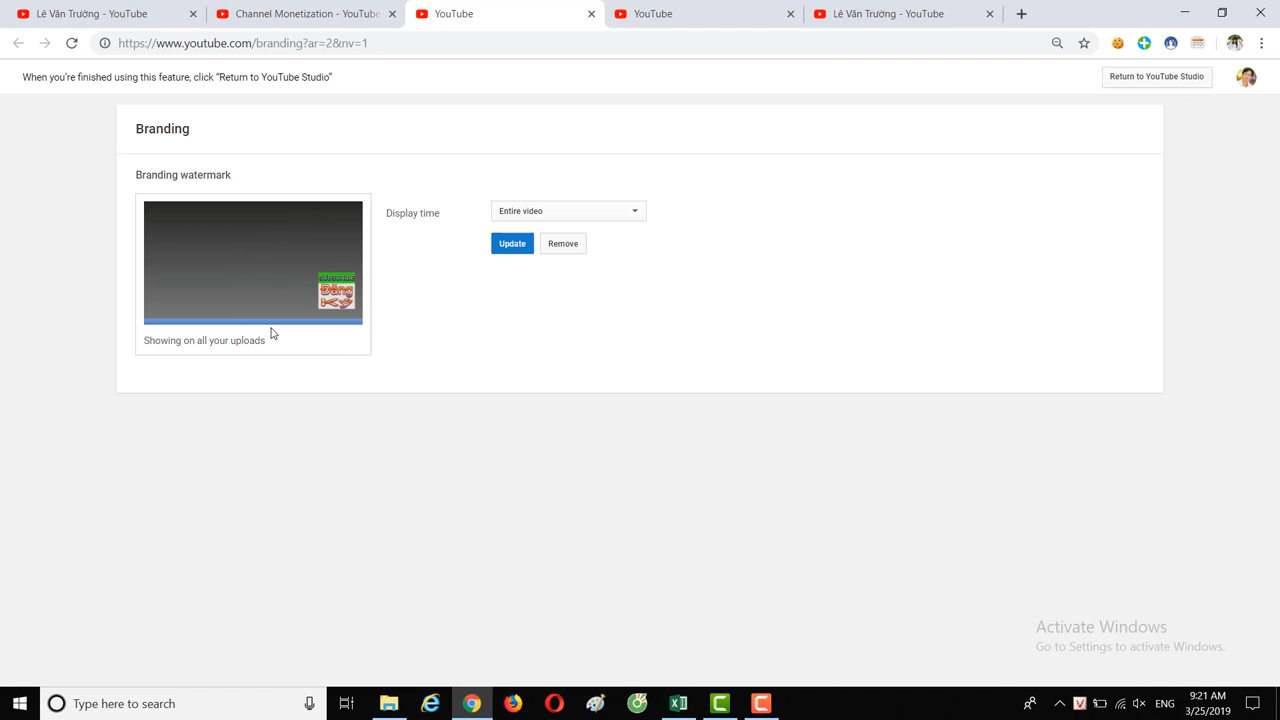 Lê Văn Trường - YouTube
Channel Monetization - YouTube
YouTube
YouTube
Lê Văn Trường - YouTube
https://www.youtube.com/branding?ar=2&nv=1
When you're finished using this feature, click “Return to YouTube Studio”
Return to YouTube Studio
Branding
Branding watermark
Display time
Entire video
Update
Remove
Đăng
Ký
Showing on all your uploads
Activate Windows
Go to Settings to activate Windows.
Type here to search
ENG
9:21 AM
3/25/2019